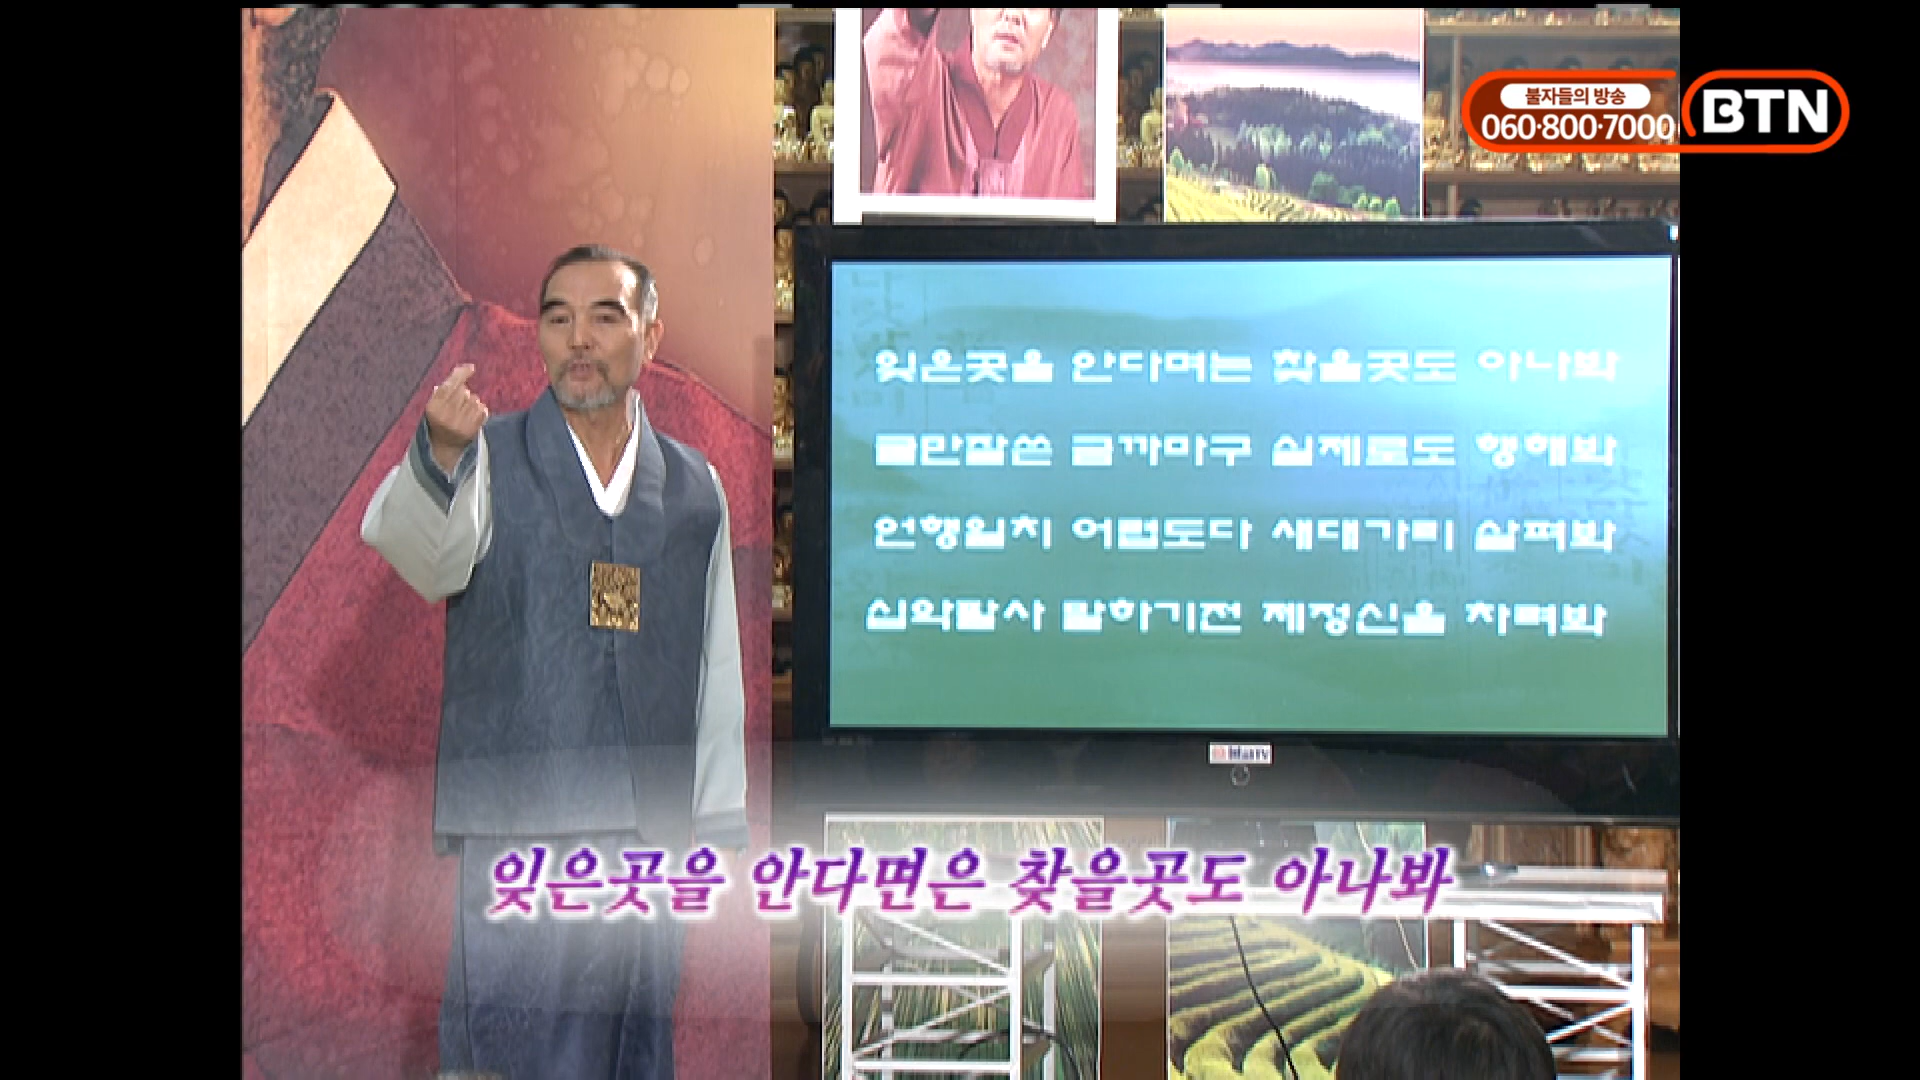 불자들의 방송
060·800·7000
BTN
잊은곳을 안다며는 찾을곳도 아나봐
글만잘쓴 글까마구 실제로도 행해봐
언행일치 어렵도다 새대가리 살펴봐
십악팔사 말하기전 제정신을 차려봐
잊은곳을 안다면은 찾을곳도 아나봐